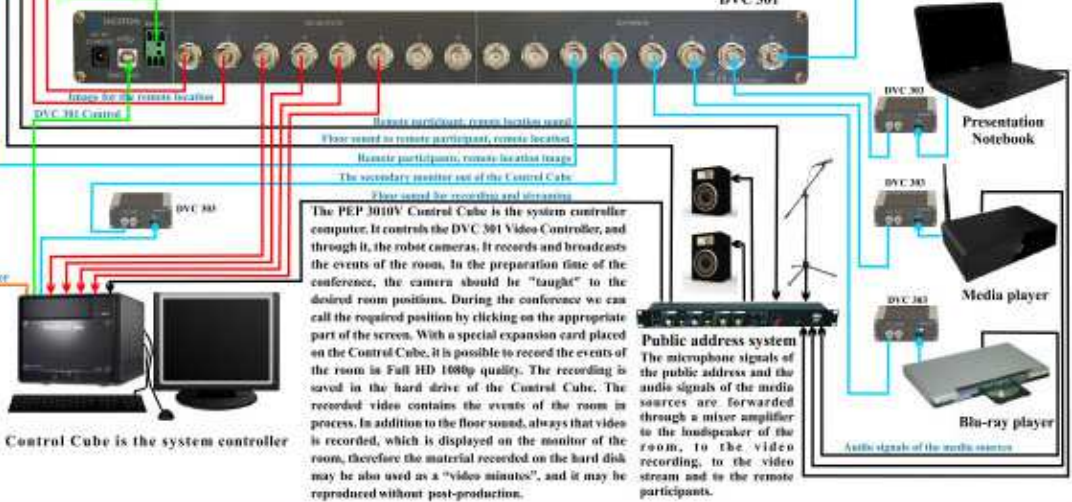 DVC 301
Image for the remote location
DVC 301 Control
Remote participant, remote location sound
Floor sound to remote participant, remote location
Remote participants, remote location image
The secondary monitor out of the Control Cube
Floor sound for recording and streaming
DVC 303
DVC 303
Presentation
Notebook
DVC 303
Media player
DVC 303
Blu-ray player
The PEP 3010V Control Cube is the system controller
computer. It controls the DVC 301 Video Controller, and
through it, the robot cameras. It records and broadcasts
the events of the room. In the preparation time of the
conference, the camera should be "taught" to the
desired room positions. During the conference we can
call the required position by clicking on the appropriate
part of the screen. With a special expansion card placed
on the Control Cube, it is possible to record the events of
the room in Full HD 1080p quality. The recording is
saved in the hard drive of the Control Cube. The
recorded video contains the events of the room in
process. In addition to the floor sound, always that video
is recorded, which is displayed on the monitor of the
room, therefore the material recorded on the hard disk
may be also used as a “video minutes”, and it may be
reproduced without post-production.
Control Cube is the system controller
Public address system
The microphone signals of
the public address and the
audio signals of the media
sources are forwarded
through a mixer amplifier
to the loudspeaker of the
room, to the video
recording, to the video
stream and to the remote
participants.
Audio signals of the media sources